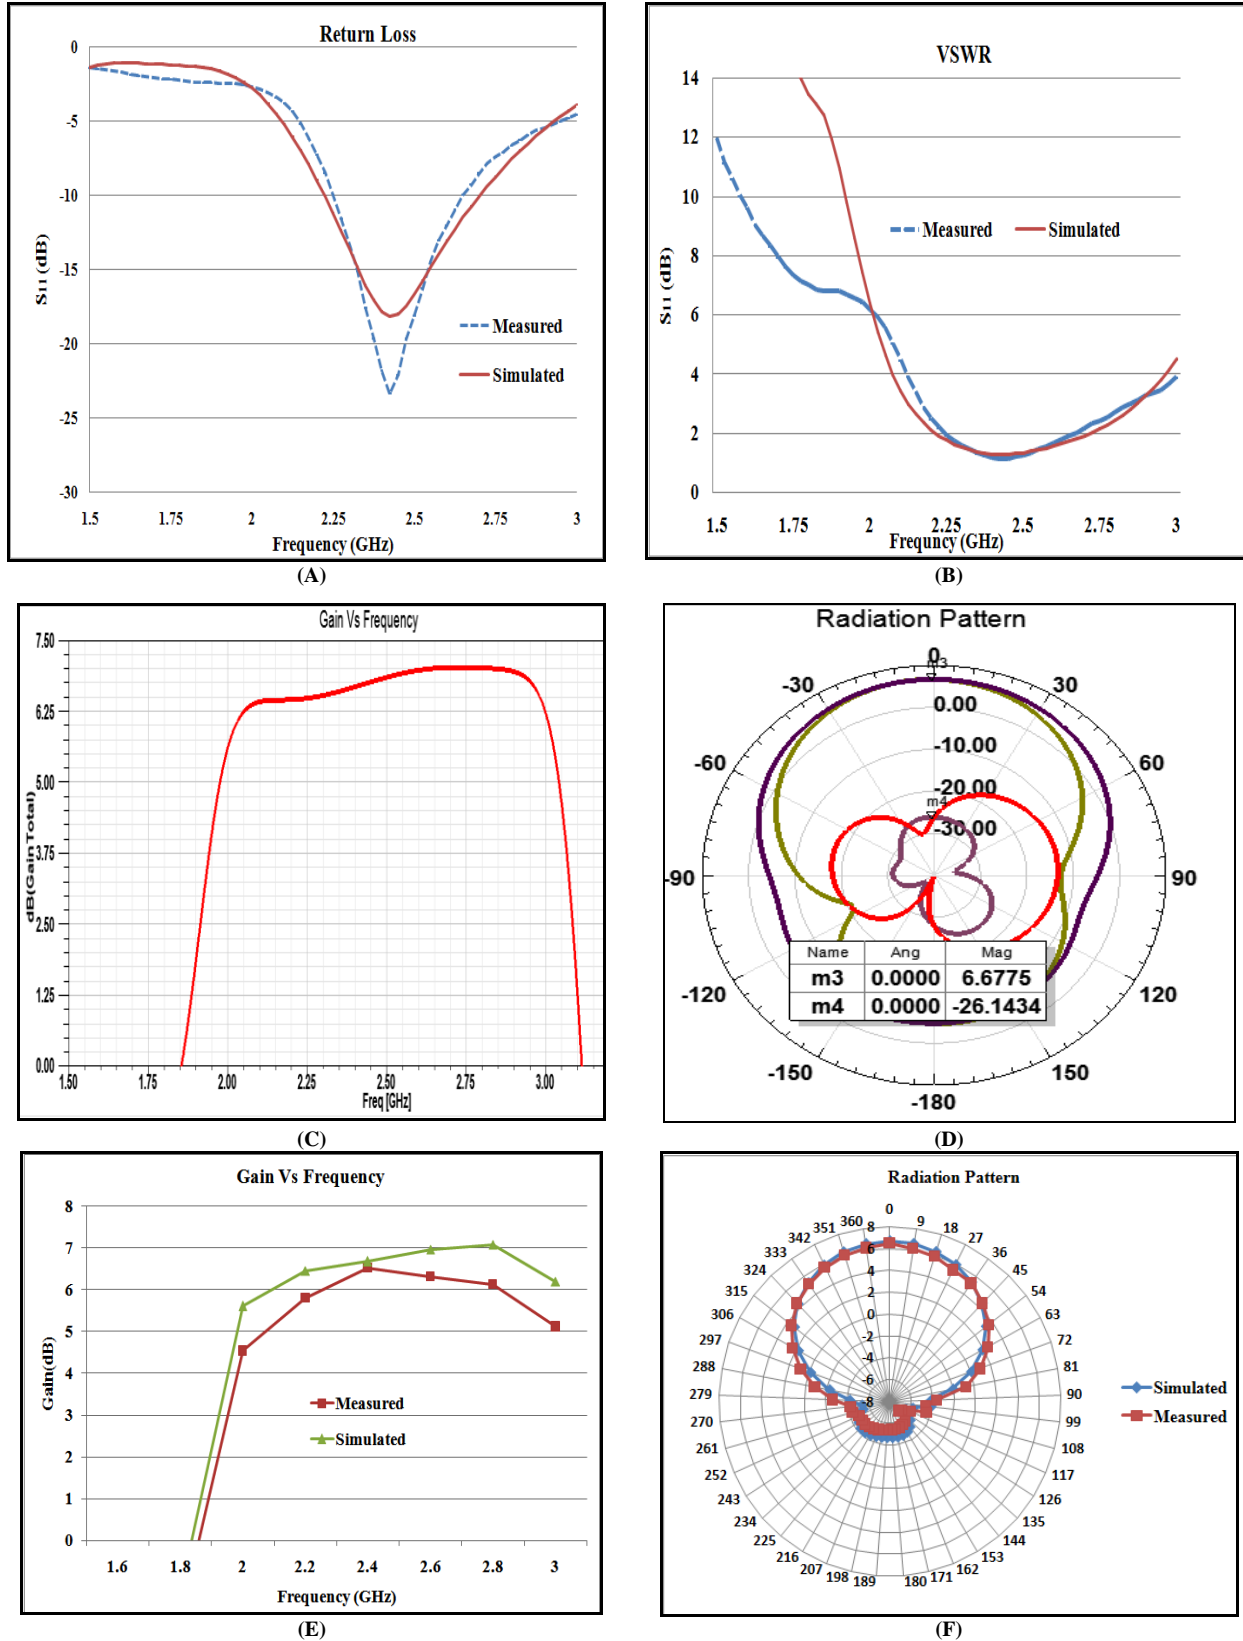 Return Loss
0
-5
-10
-15
-20
-25
-30
S11 (dB)
Measured
Simulated
1.5 1.75 2 2.25 2.5 2.75 3
Frequency (GHz)
(A)
VSWR
14
12
10
8
6
4
2
0
S11 (dB)
Measured Simulated
1.5 1.75 2 2.25 2.5 2.75 3
Frequncy (GHz)
(B)
Gain Vs Frequency
7.50
6.25
5.00
3.75
2.50
1.25
0.00
dB(GainTotal)
1.50 1.75 2.00 2.25 2.50 2.75 3.00
Freq [GHz]
(C)
Radiation Pattern
0
m3
-30 30
0.00
-10.00
-60 60
-20.00
m4
-30.00
-90 90
Name Ang Mag
m3 0.0000 6.6775
m4 0.0000 -26.1434
-120 120
-150 150
-180
(D)
Gain Vs Frequency
8
7
6
5
4
3
2
1
0
Gain(dB)
Measured
Simulated
1.6 1.8 2 2.2 2.4 2.6 2.8 3
Frequency (GHz)
(E)
Radiation Pattern
0
9
18
27
36
45
54
63
72
81
90
99
108
117
126
135
144
153
162
171
180
189
198
207
216
225
234
243
252
261
270
279
288
297
306
315
324
333
342
351
360
8
6
4
2
0
-2
-4
-6
-8
Simulated
Measured
(F)